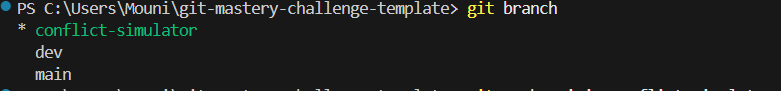 PS C:\Users\Mouni\git-mastery-challenge-template> git branch
* conflict-simulator
dev
main